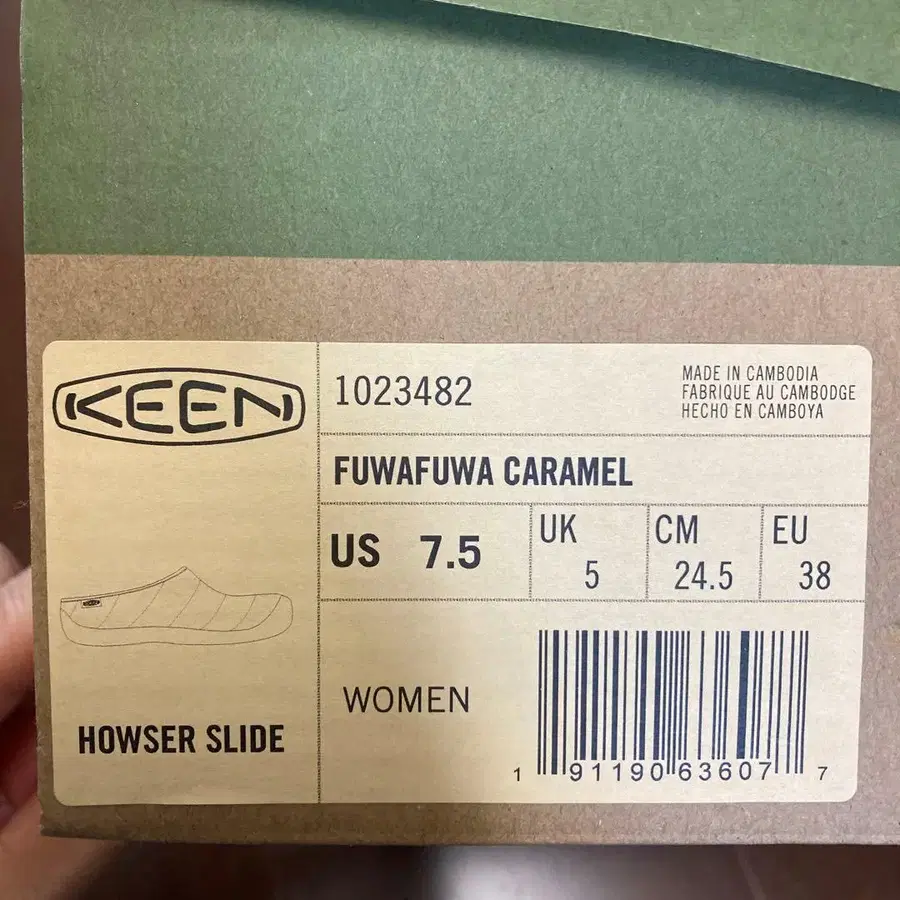 KEEN
1023482
MADE IN CAMBODIA
FABRIQUE AU CAMBODGE
HECHO EN CAMBOYA
FUWAFUWA CARAMEL
US 7.5
UK 5
CM 24.5
EU 38
WOMEN
HOWSER SLIDE
1 91190 63607 7